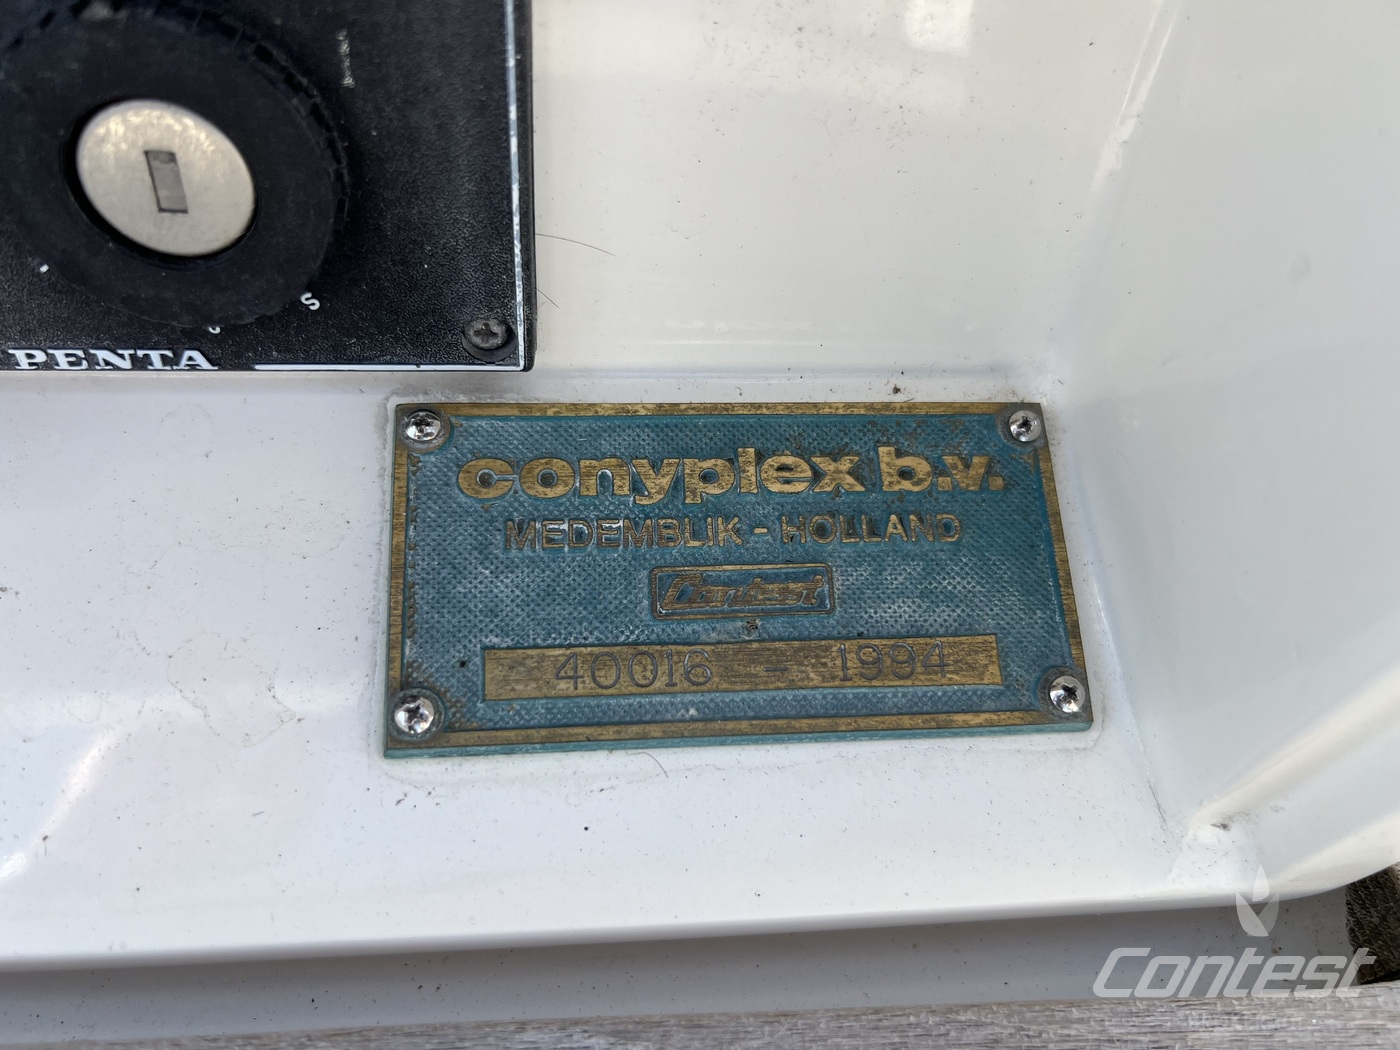 S
PENTA
conyplex b.v.
MEDEMBLIK - HOLLAND
Contest
40016 - 1994
Contest